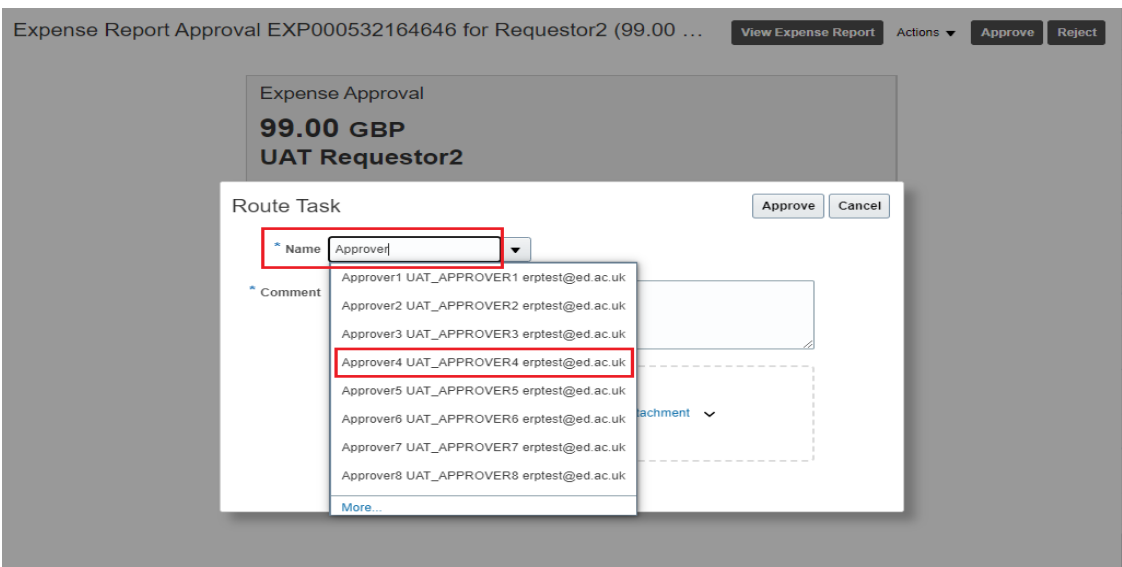 Expense Report Approval EXP000532164646 for Requestor2 (99.00 ... View Expense Report Actions Approve Reject
Expense Approval
99.00 GBP
UAT Requestor2
Route Task Approve Cancel
* Name Approver
* Comment
Approver1 UAT_APPROVER1 erptest@ed.ac.uk
Approver2 UAT_APPROVER2 erptest@ed.ac.uk
Approver3 UAT_APPROVER3 erptest@ed.ac.uk
Approver4 UAT_APPROVER4 erptest@ed.ac.uk
Approver5 UAT_APPROVER5 erptest@ed.ac.uk
Approver6 UAT_APPROVER6 erptest@ed.ac.uk
Approver7 UAT_APPROVER7 erptest@ed.ac.uk
Approver8 UAT_APPROVER8 erptest@ed.ac.uk
More...
tachment